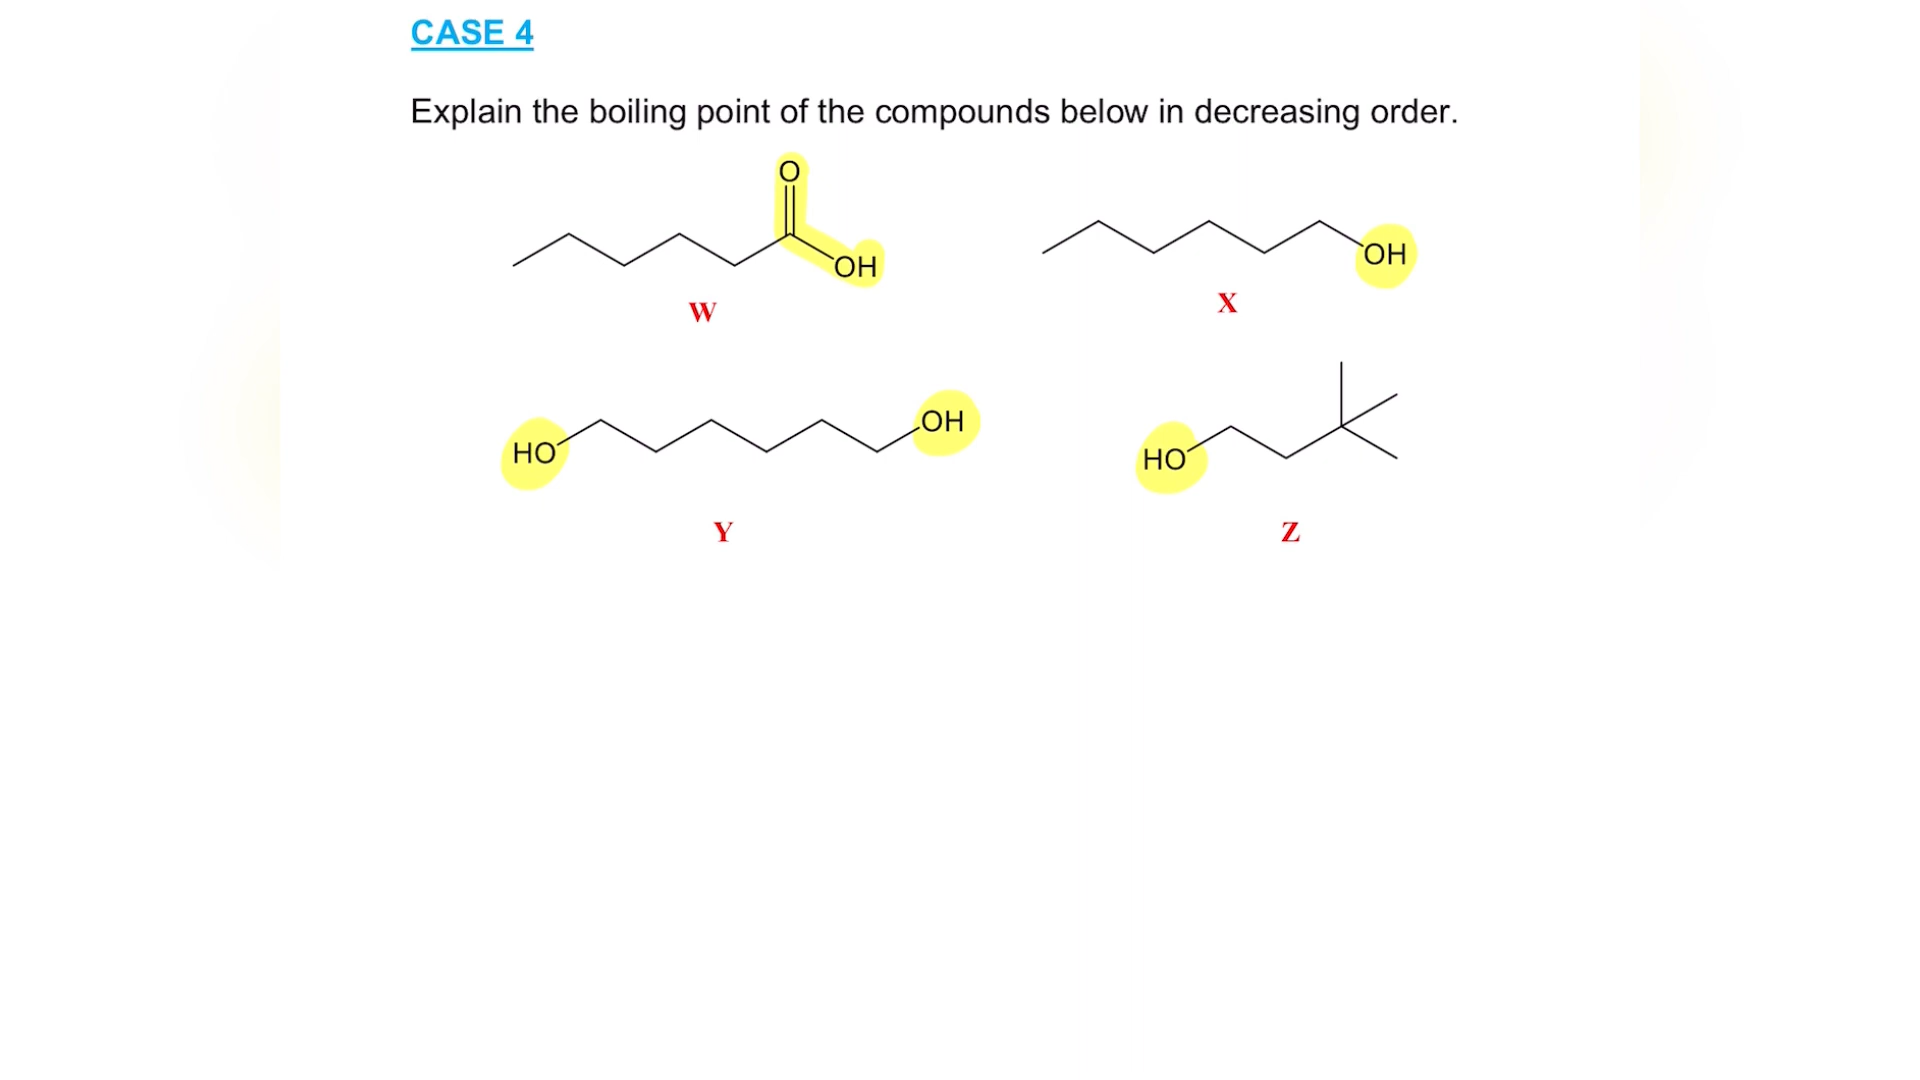 CASE 4
Explain the boiling point of the compounds below in decreasing order.
O
OH
OH
W
X
HO
OH
HO
Y
Z